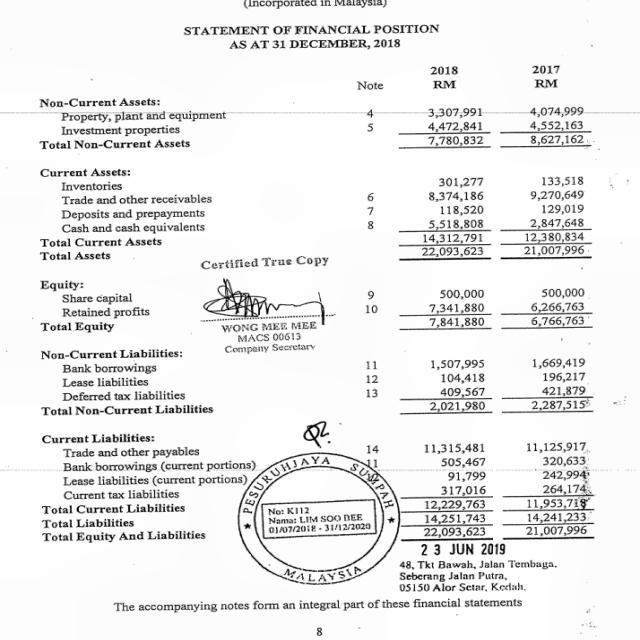 (Incorporated in Malaysia)
STATEMENT OF FINANCIAL POSITION
AS AT 31 DECEMBER, 2018
2018 2017
Note RM RM
Non-Current Assets:
Property, plant and equipment 4 3,307,991 4,074,999
Investment properties 5 4,472,841 4,552,163
Total Non-Current Assets 7,780,832 8,627,162
Current Assets:
Inventories 301,277 133,518
Trade and other receivables 6 8,374,186 9,270,649
Deposits and prepayments 7 118,520 129,019
Cash and cash equivalents 8 5,518,808 2,847,648
Total Current Assets 14,312,791 12,380,834
Total Assets 22,093,623 21,007,996
Certified True Copy
Equity:
Share capital 9 500,000 500,000
Retained profits 10 7,341,880 6,266,763
Total Equity 7,841,880 6,766,763
WONG MEE MEE
MACS 00613
Company Secretary
Non-Current Liabilities:
Bank borrowings 11 1,507,995 1,669,419
Lease liabilities 12 104,418 196,217
Deferred tax liabilities 13 409,567 421,879
Total Non-Current Liabilities 2,021,980 2,287,515
Current Liabilities:
Trade and other payables 14 11,315,481 11,125,917
Bank borrowings (current portions) 11 505,467 320,633
Lease liabilities (current portion) 91,799 242,994
Current tax liabilities 317,016 264,174
Total Current Liabilities 12,229,763 11,953,718
Total Liabilities 14,251,743 14,241,233
Total Equity And Liabilities 22,093,623 21,007,996
PESURUHJAYA SUMPAH
No: K112
Nama: LIM SOO BEE
01/07/2018 - 31/12/2020
MALAYSIA
23 JUN 2019
48, Tkt Bawah, Jalan Tembaga,
Seberang Jalan Putra,
05150 Alor Setar, Kedah.
The accompanying notes form an integral part of these financial statements
8